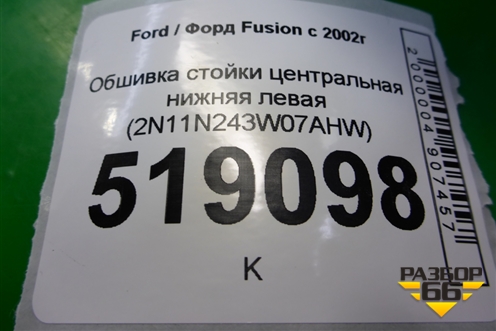 Ford / Форд Fusion с 2002г
Обшивка стойки центральная
нижняя левая
(2N11N243W07AHW)
519098
К
2000004907457
РАЗБОР
66